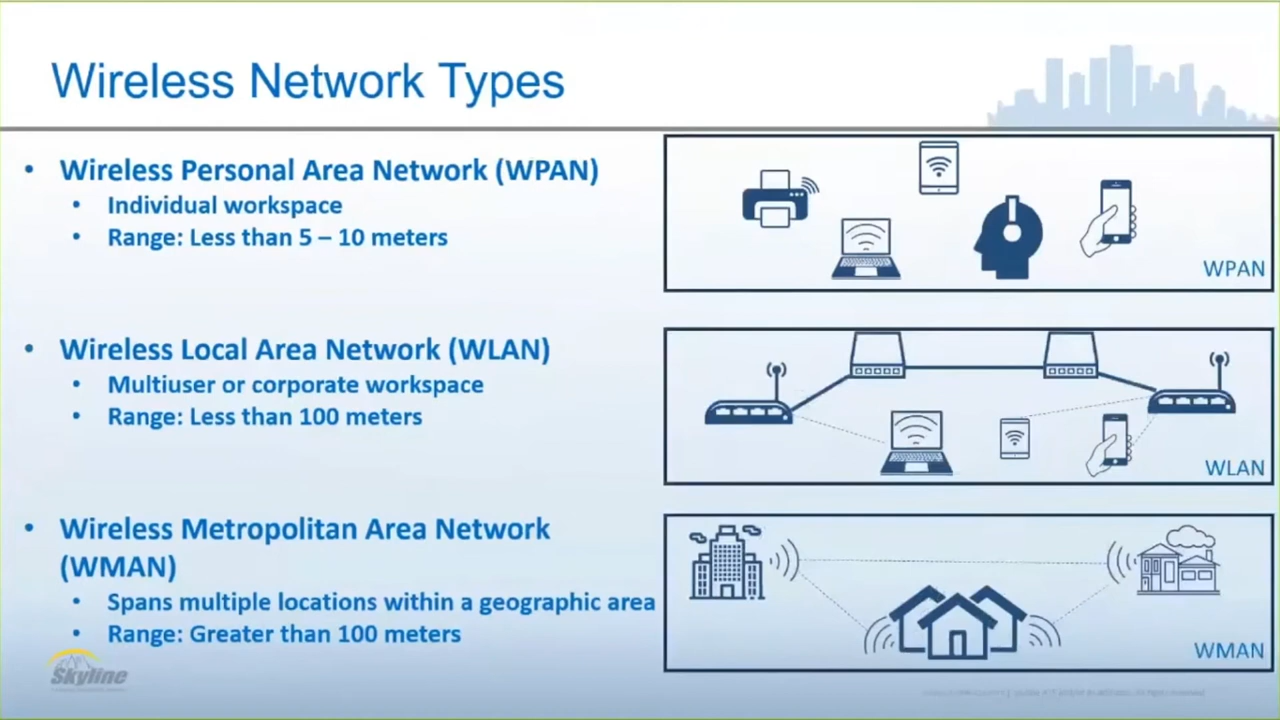 Wireless Network Types
• Wireless Personal Area Network (WPAN)
• Individual workspace
• Range: Less than 5 – 10 meters
WPAN
• Wireless Local Area Network (WLAN)
• Multiuser or corporate workspace
• Range: Less than 100 meters
WLAN
• Wireless Metropolitan Area Network
(WMAN)
• Spans multiple locations within a geographic area
• Range: Greater than 100 meters
WMAN
Skyline